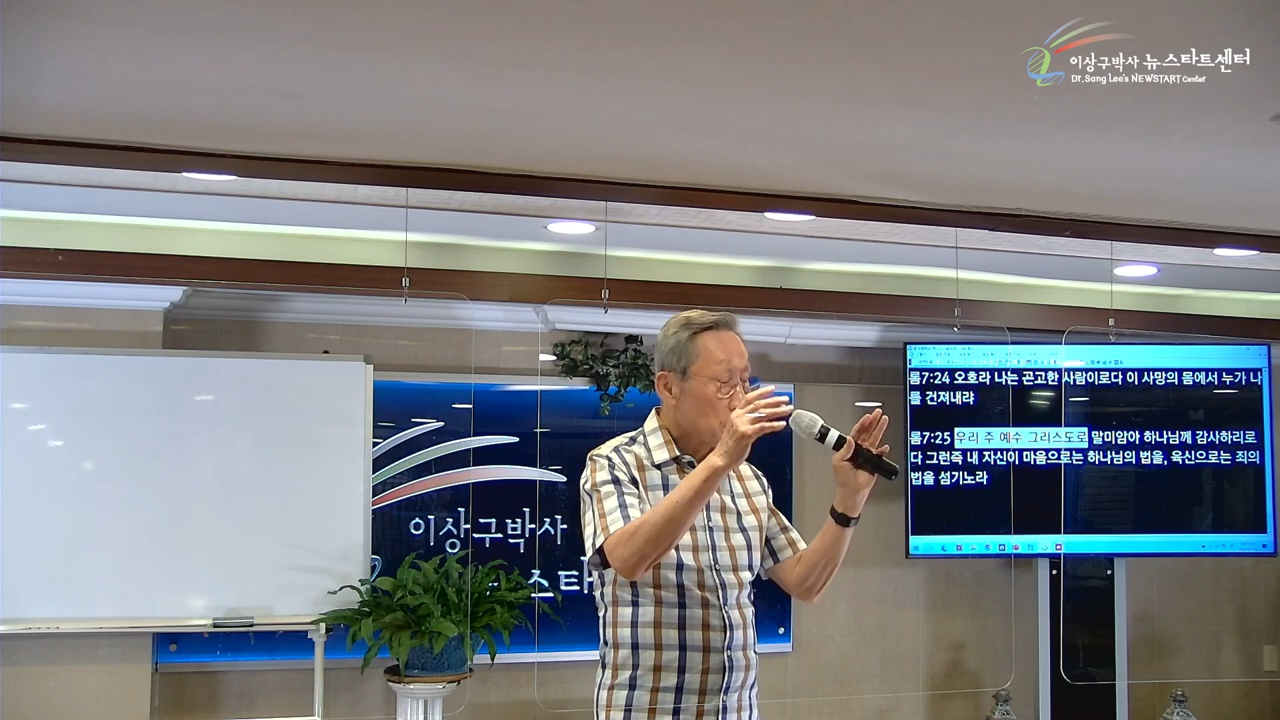 이상구박사 뉴스타트센터
Dr. Sang Lee's NEWSTART Center
롬7:24 오호라 나는 곤고한 사람이로다 이 사망의 몸에서 누가 나
를 건져내랴
롬7:25 우리 주 예수 그리스도로 말미암아 하나님께 감사하리로
다 그런즉 내 자신이 마음으로는 하나님의 법을, 육신으로는 죄의
법을 섬기노라
이상구박사
스타